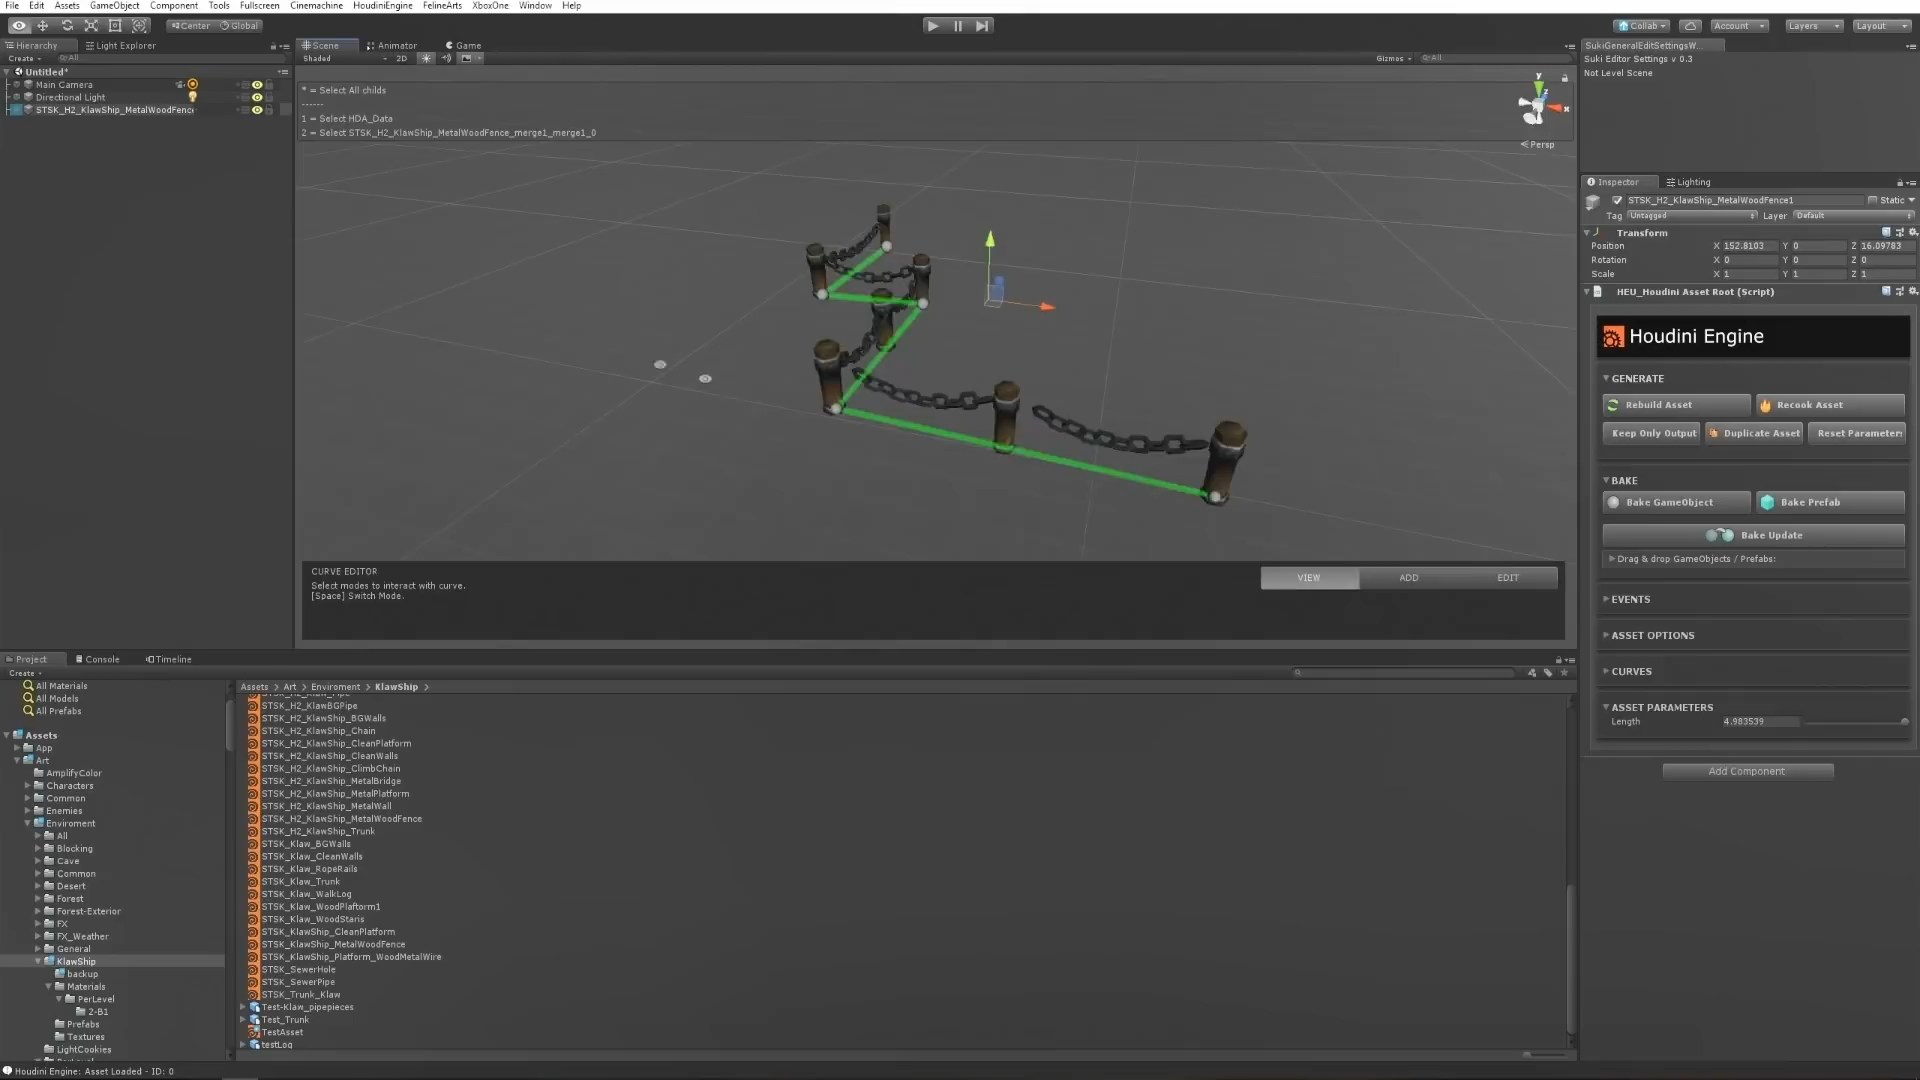 File Edit Assets GameObject Component Tools Fullscreen Cinemachine HoudiniEngine FelineArts XboxOne Window Help
Center Global
Collab Account Layers Layout
Hierarchy Light Explorer
Create All
Untitled*
Main Camera
Directional Light
STSK_H2_KlawShip_MetalWoodFence
Scene Animator Game
Shaded 2D Gizmos All
* = Select All childs
------
1 = Select HDA_Data
2 = Select STSK_H2_KlawShip_MetalWoodFence_merge1_merge1_0
y
x
z
Persp
CURVE EDITOR
Select modes to interact with curve.
[Space] Switch Mode.
VIEW ADD EDIT
SukiGeneralEditSettingsW...
Suki Editor Settings v 0.3
Not Level Scene
Inspector Lighting
STSK_H2_KlawShip_MetalWoodFence1 Static
Tag Untagged Layer Default
Transform
Position X 152.8103 Y 0 Z 16.09783
Rotation X 0 Y 0 Z 0
Scale X 1 Y 1 Z 1
HEU_Houdini Asset Root (Script)
Houdini Engine
GENERATE
Rebuild Asset Recook Asset
Keep Only Output Duplicate Asset Reset Parameter
BAKE
Bake GameObject Bake Prefab
Bake Update
Drag & drop GameObjects / Prefabs:
EVENTS
ASSET OPTIONS
CURVES
ASSET PARAMETERS
Length 4.983539
Add Component
Project Console Timeline
Create
All Materials
All Models
All Prefabs
Assets
App
Art
AmplifyColor
Characters
Common
Enemies
Enviroment
All
Blocking
Cave
Common
Desert
Forest
Forest-Exterior
FX
FX_Weather
General
KlawShip
backup
Materials
PerLevel
2-B1
Prefabs
Textures
LightCookies
Assets > Art > Enviroment > KlawShip >
STSK_H2_KlawBGPipe
STSK_H2_KlawShip_BGWalls
STSK_H2_KlawShip_Chain
STSK_H2_KlawShip_CleanPlatform
STSK_H2_KlawShip_CleanWalls
STSK_H2_KlawShip_ClimbChain
STSK_H2_KlawShip_MetalBridge
STSK_H2_KlawShip_MetalPlatform
STSK_H2_KlawShip_MetalWall
STSK_H2_KlawShip_MetalWoodFence
STSK_H2_KlawShip_Trunk
STSK_Klaw_BGWalls
STSK_Klaw_CleanWalls
STSK_Klaw_RopeRails
STSK_Klaw_Trunk
STSK_Klaw_WalkLog
STSK_Klaw_WoodPlaftorm1
STSK_Klaw_WoodStaris
STSK_KlawShip_CleanPlatform
STSK_KlawShip_MetalWoodFence
STSK_KlawShip_Platform_WoodMetalWire
STSK_SewerHole
STSK_SewerPipe
STSK_Trunk_Klaw
Test-Klaw_pipepieces
Test_Trunk
TestAsset
testLog
Houdini Engine: Asset Loaded - ID: 0